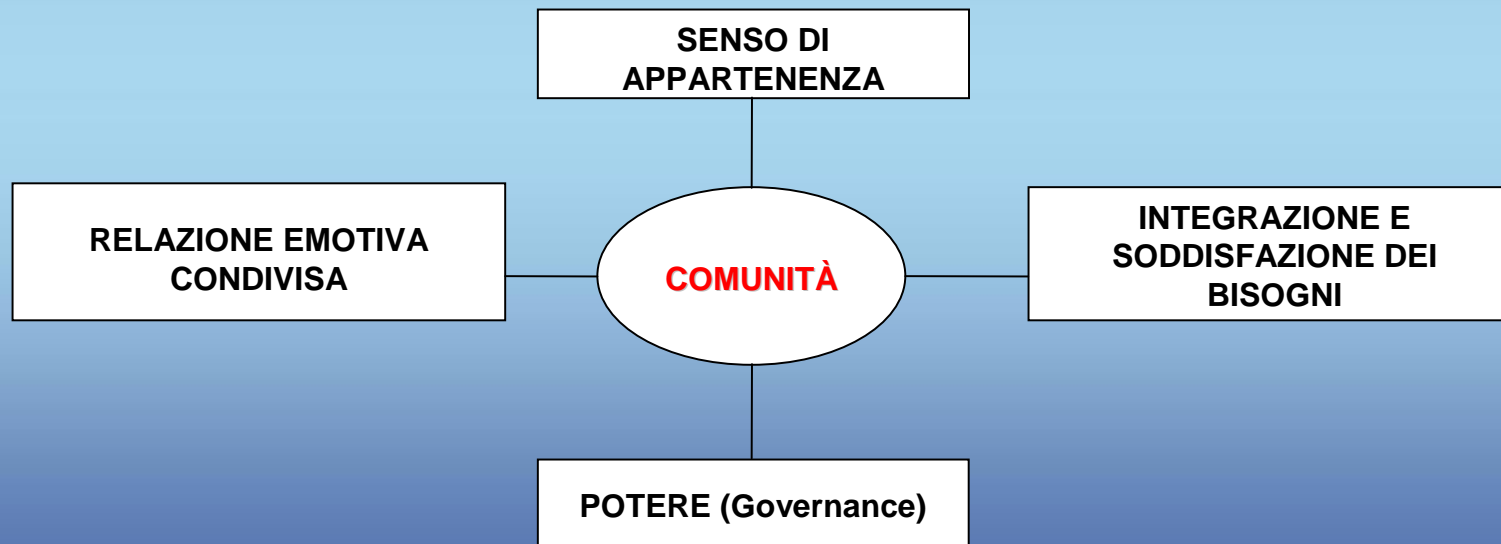 SENSO DI
APPARTENENZA
RELAZIONE EMOTIVA
CONDIVISA
COMUNITÀ
INTEGRAZIONE E
SODDISFAZIONE DEI
BISOGNI
POTERE (Governance)